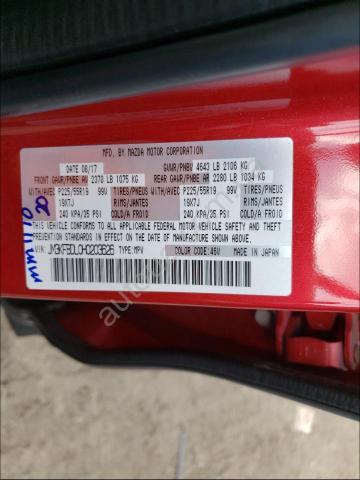 MFD. BY MAZDA MOTOR CORPORATION
DATE 08/17 GVWR/PNBV 4643 LB 2106 KG
FRONT GAWR/PNBE AV 2370 LB 1075 KG REAR GAWR/PNBE AR 2280 LB 1034 KG
WITH/AVEC P225/55R19 99V TIRES/PNEUS WITH/AVEC P225/55R19 99V TIRES/PNEUS
19X7J RIMS/JANTES 19X7J RIMS/JANTES
240 KPA/35 PSI COLD/A FROID 240 KPA/35 PSI COLD/A FROID
THIS VEHICLE CONFORMS TO ALL APPLICABLE FEDERAL MOTOR VEHICLE SAFETY,
BUMPER, AND THEFT PREVENTION STANDARDS IN EFFECT ON THE DATE OF
MANUFACTURE SHOWN ABOVE.
VIN: JM3KFBDL0H0203626 TYPE:MPV COLOR CODE:46V MADE IN JAPAN
mm1110
20